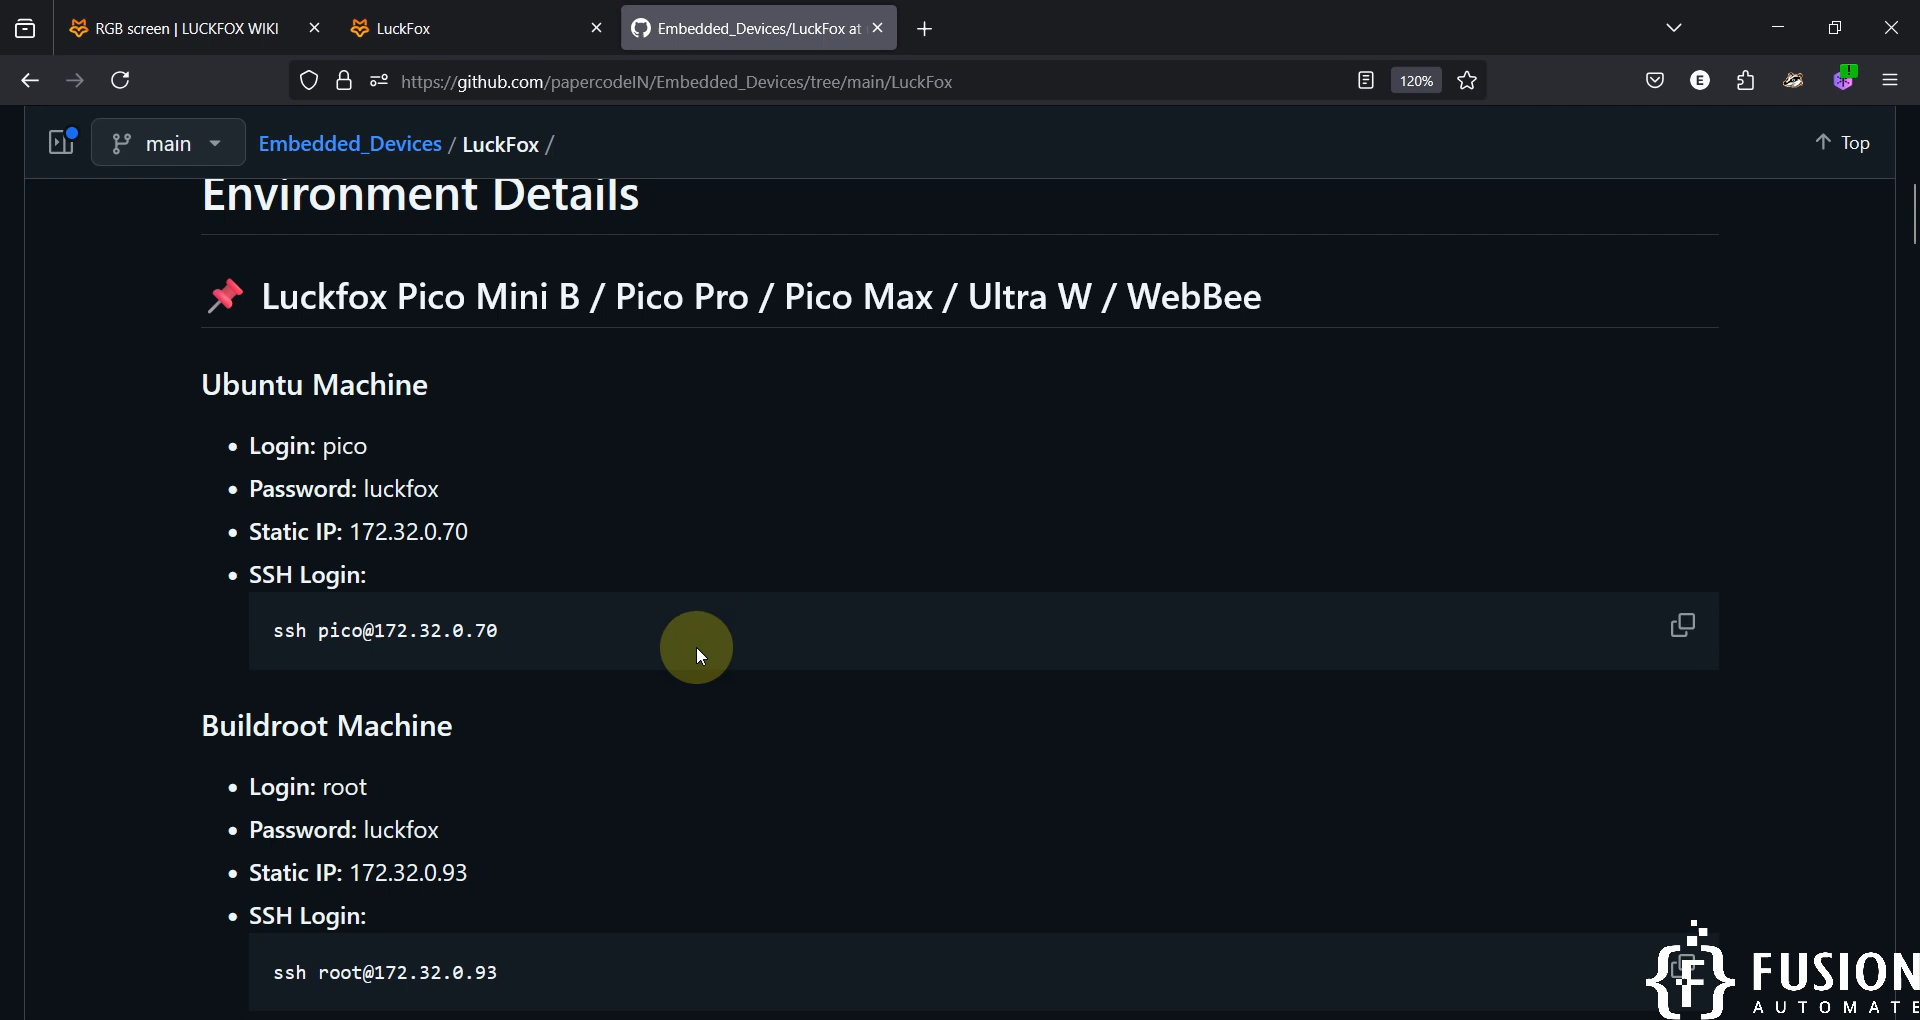 RGB screen | LUCKFOX WIKI
LuckFox
Embedded_Devices/LuckFox at
https://github.com/papercodeIN/Embedded_Devices/tree/main/LuckFox
120%
E
main
Embedded_Devices / LuckFox /
Top
Environment Details
Luckfox Pico Mini B / Pico Pro / Pico Max / Ultra W / WebBee
Ubuntu Machine
Login: pico
Password: luckfox
Static IP: 172.32.0.70
SSH Login:
ssh pico@172.32.0.70
Buildroot Machine
Login: root
Password: luckfox
Static IP: 172.32.0.93
SSH Login:
ssh root@172.32.0.93
{F} FUSION
AUTOMATE